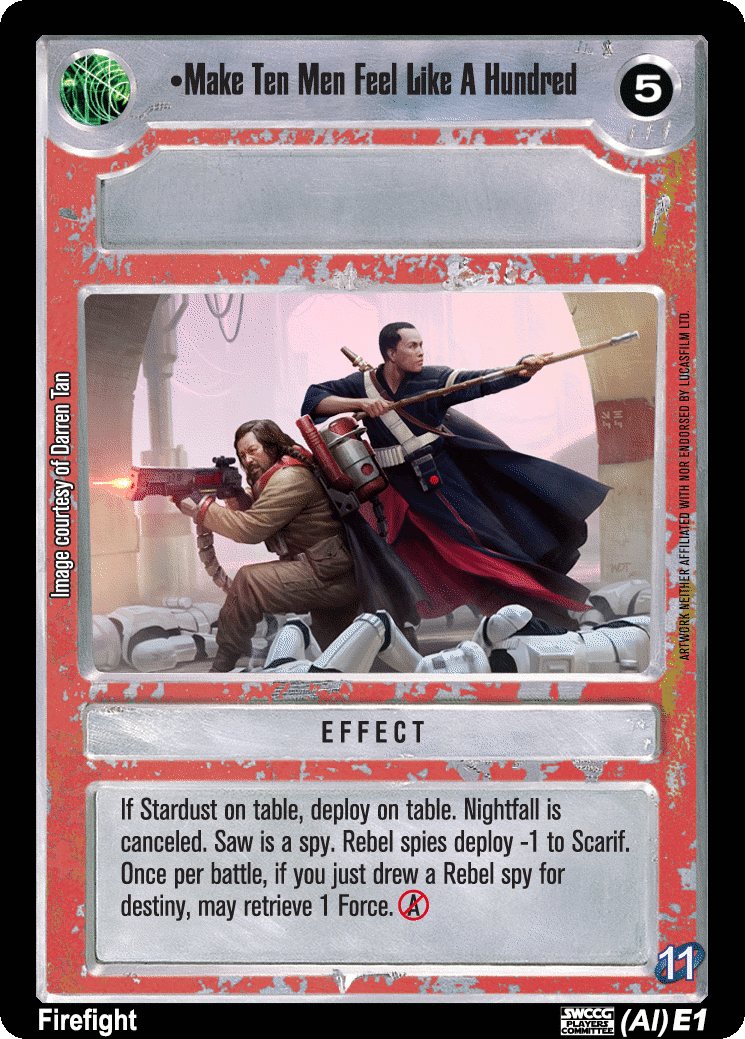 •Make Ten Men Feel Like A Hundred
5
Image courtesy of Darren Tan
ARTWORK NEITHER AFFILIATED WITH NOR ENDORSED BY LUCASFILM LTD.
EFFECT
If Stardust on table, deploy on table. Nightfall is
canceled. Saw is a spy. Rebel spies deploy -1 to Scarif.
Once per battle, if you just drew a Rebel spy for
destiny, may retrieve 1 Force. A
11
Firefight
SWCCG
PLAYERS
COMMITTEE
(AI) E1